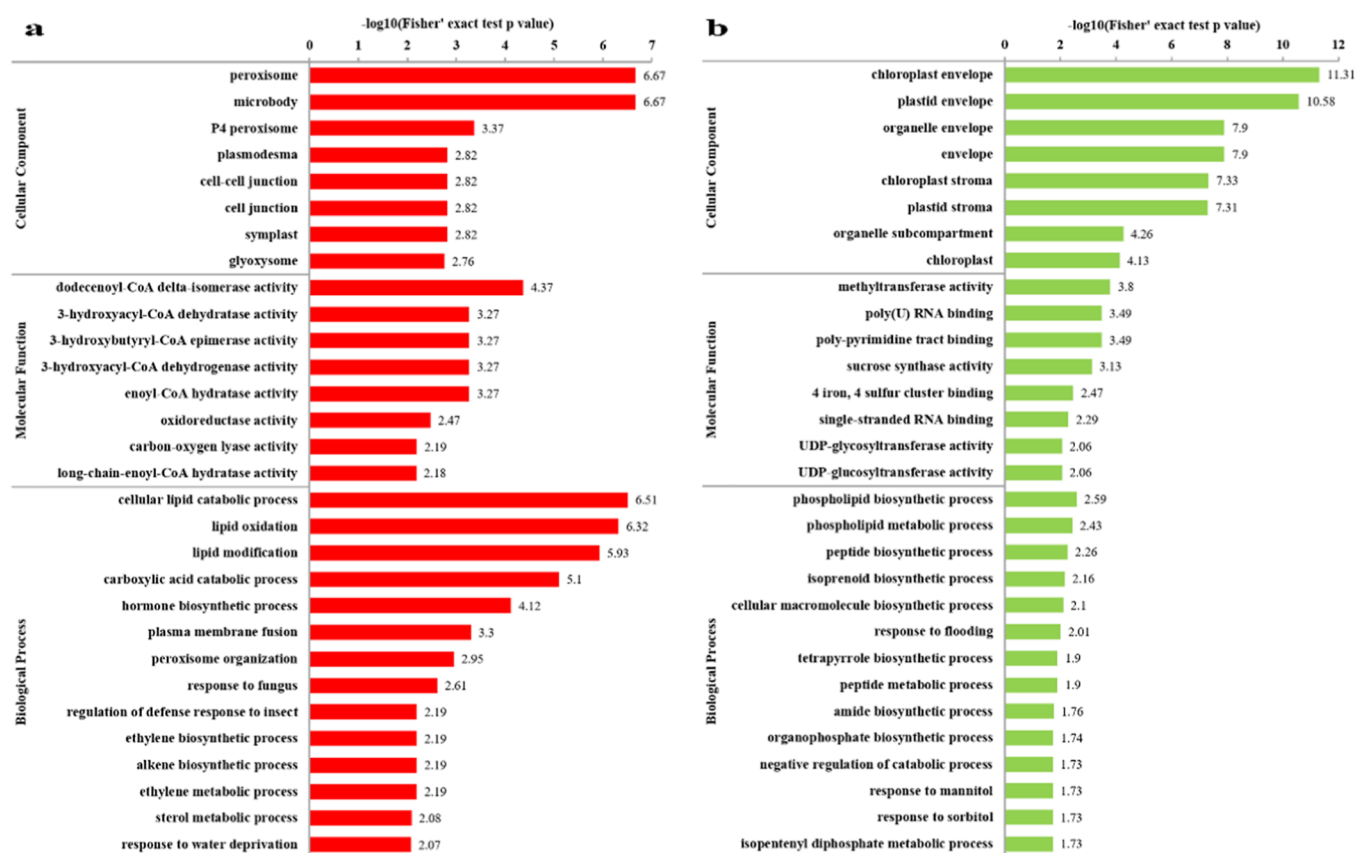 a
-log10(Fisher' exact test p value)
0 1 2 3 4 5 6 7
Cellular Component
peroxisome 6.67
microbody 6.67
P4 peroxisome 3.37
plasmodesma 2.82
cell-cell junction 2.82
cell junction 2.82
symplast 2.82
glyoxysome 2.76
Molecular Function
dodecenoyl-CoA delta-isomerase activity 4.37
3-hydroxyacyl-CoA dehydratase activity 3.27
3-hydroxybutyryl-CoA epimerase activity 3.27
3-hydroxyacyl-CoA dehydrogenase activity 3.27
enoyl-CoA hydratase activity 3.27
oxidoreductase activity 2.47
carbon-oxygen lyase activity 2.19
long-chain-enoyl-CoA hydratase activity 2.18
Biological Process
cellular lipid catabolic process 6.51
lipid oxidation 6.32
lipid modification 5.93
carboxylic acid catabolic process 5.1
hormone biosynthetic process 4.12
plasma membrane fusion 3.3
peroxisome organization 2.95
response to fungus 2.61
regulation of defense response to insect 2.19
ethylene biosynthetic process 2.19
alkene biosynthetic process 2.19
ethylene metabolic process 2.19
sterol metabolic process 2.08
response to water deprivation 2.07
b
-log10(Fisher' exact test p value)
0 2 4 6 8 10 12
Cellular Component
chloroplast envelope 11.31
plastid envelope 10.58
organelle envelope 7.9
envelope 7.9
chloroplast stroma 7.33
plastid stroma 7.31
organelle subcompartment 4.26
chloroplast 4.13
Molecular Function
methyltransferase activity 3.8
poly(U) RNA binding 3.49
poly-pyrimidine tract binding 3.49
sucrose synthase activity 3.13
4 iron, 4 sulfur cluster binding 2.47
single-stranded RNA binding 2.29
UDP-glycosyltransferase activity 2.06
UDP-glucosyltransferase activity 2.06
Biological Process
phospholipid biosynthetic process 2.59
phospholipid metabolic process 2.43
peptide biosynthetic process 2.26
isoprenoid biosynthetic process 2.16
cellular macromolecule biosynthetic process 2.1
response to flooding 2.01
tetrapyrrole biosynthetic process 1.9
peptide metabolic process 1.9
amide biosynthetic process 1.76
organophosphate biosynthetic process 1.74
negative regulation of catabolic process 1.73
response to mannitol 1.73
response to sorbitol 1.73
isopentenyl diphosphate metabolic process 1.73